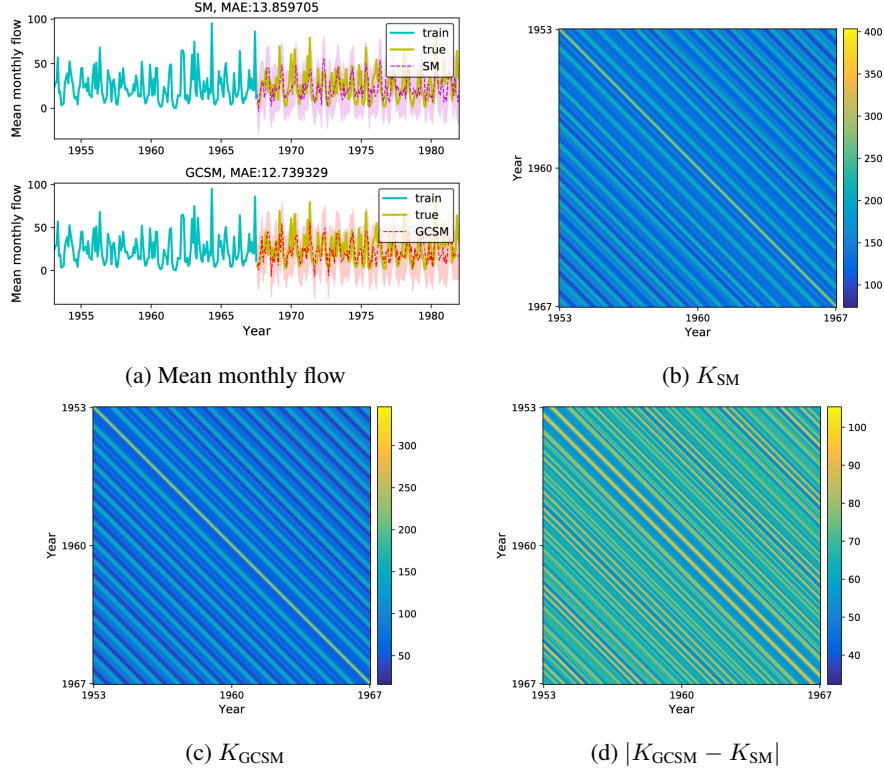 SM, MAE:13.859705
Mean monthly flow
100
50
0
train
true
SM
1955 1960 1965 1970 1975 1980
GCSM, MAE:12.739329
Mean monthly flow
100
50
0
train
true
GCSM
1955 1960 1965 1970 1975 1980
Year
(a) Mean monthly flow
1953
1960
1967
Year
1953 1960 1967
Year
400
350
300
250
200
150
100
(b) K_SM
1953
1960
1967
Year
1953 1960 1967
Year
300
250
200
150
100
50
(c) K_GCSM
1953
1960
1967
Year
1953 1960 1967
Year
100
90
80
70
60
50
40
(d) |K_GCSM − K_SM|